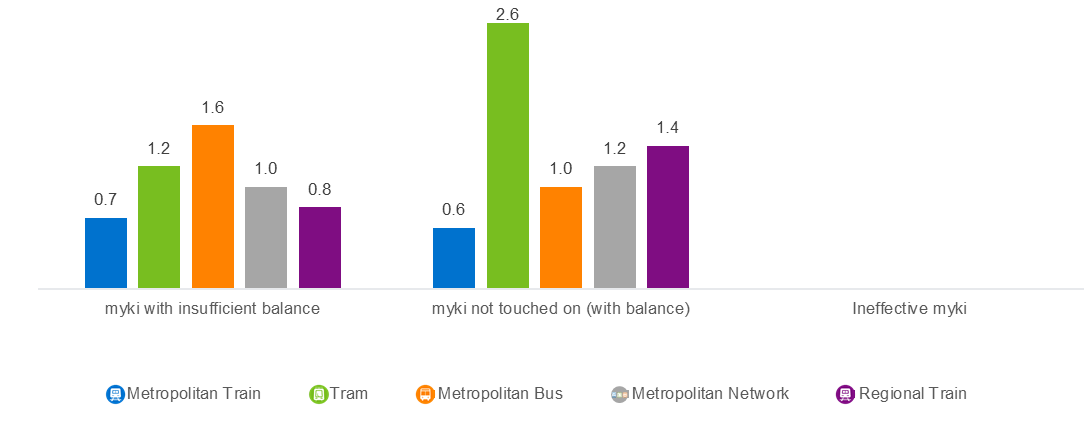 2.6
1.6
1.4
1.2
1.2
1.0
1.0
0.8
0.7
0.6
myki with insufficient balance
myki not touched on (with balance)
Ineffective myki
Metropolitan Train
Tram
Metropolitan Bus
Metropolitan Network
Regional Train